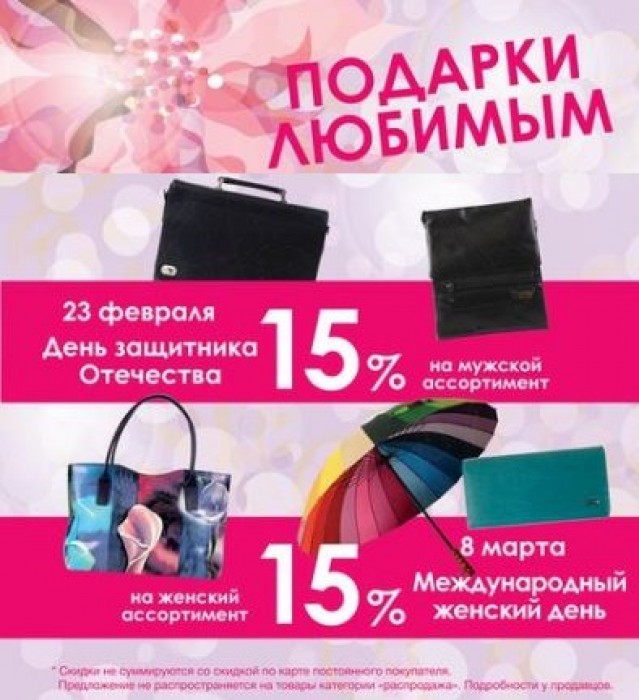 ПОДАРКИ
ЛЮБИМЫМ
23 февраля
День защитника
Отечества
15%
на мужской
ассортимент
на женский
ассортимент
15%
8 марта
Международный
женский день
* Скидки не суммируются со скидкой по карте постоянного покупателя.
Предложение не распространяется на товары категории «распродажа». Подробности у продавцов.